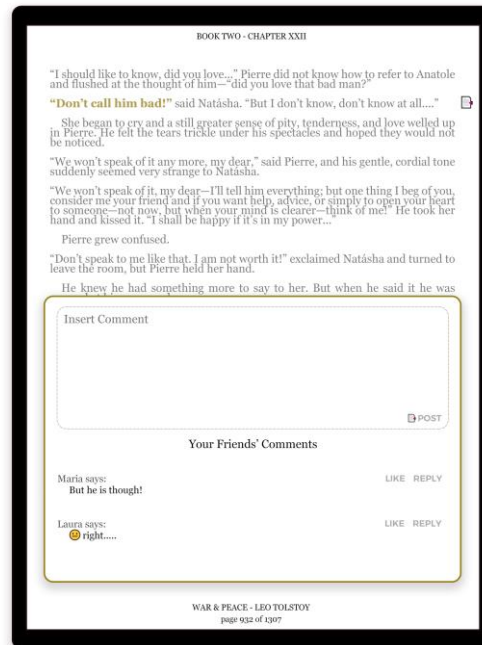 BOOK TWO - CHAPTER XXII
“I should like to know, did you love...” Pierre did not know how to refer to Anatole
and flushed at the thought of him—“did you love that bad man?”
“Don’t call him bad!” said Natásha. “But I don’t know, don’t know at all....”
She began to cry and a still greater sense of pity, tenderness, and love welled up
in Pierre. He felt the tears trickle under his spectacles and hoped they would not
be noticed.
“We won’t speak of it any more, my dear,” said Pierre, and his gentle, cordial tone
suddenly seemed very strange to Natásha.
“We won’t speak of it, my dear—I’ll tell him everything; but one thing I beg of you,
consider me your friend and if you want help, advice, or simply to open your heart
to someone—not now, but when your mind is clearer—think of me!” He took her
hand and kissed it. “I shall be happy if it’s in my power...”
Pierre grew confused.
“Don’t speak to me like that. I am not worth it!” exclaimed Natásha and turned to
leave the room, but Pierre held her hand.
He knew he had something more to say to her. But when he said it he was
Insert Comment
POST
Your Friends’ Comments
Maria says:
LIKE REPLY
But he is though!
Laura says:
LIKE REPLY
right.....
WAR & PEACE - LEO TOLSTOY
page 932 of 1307